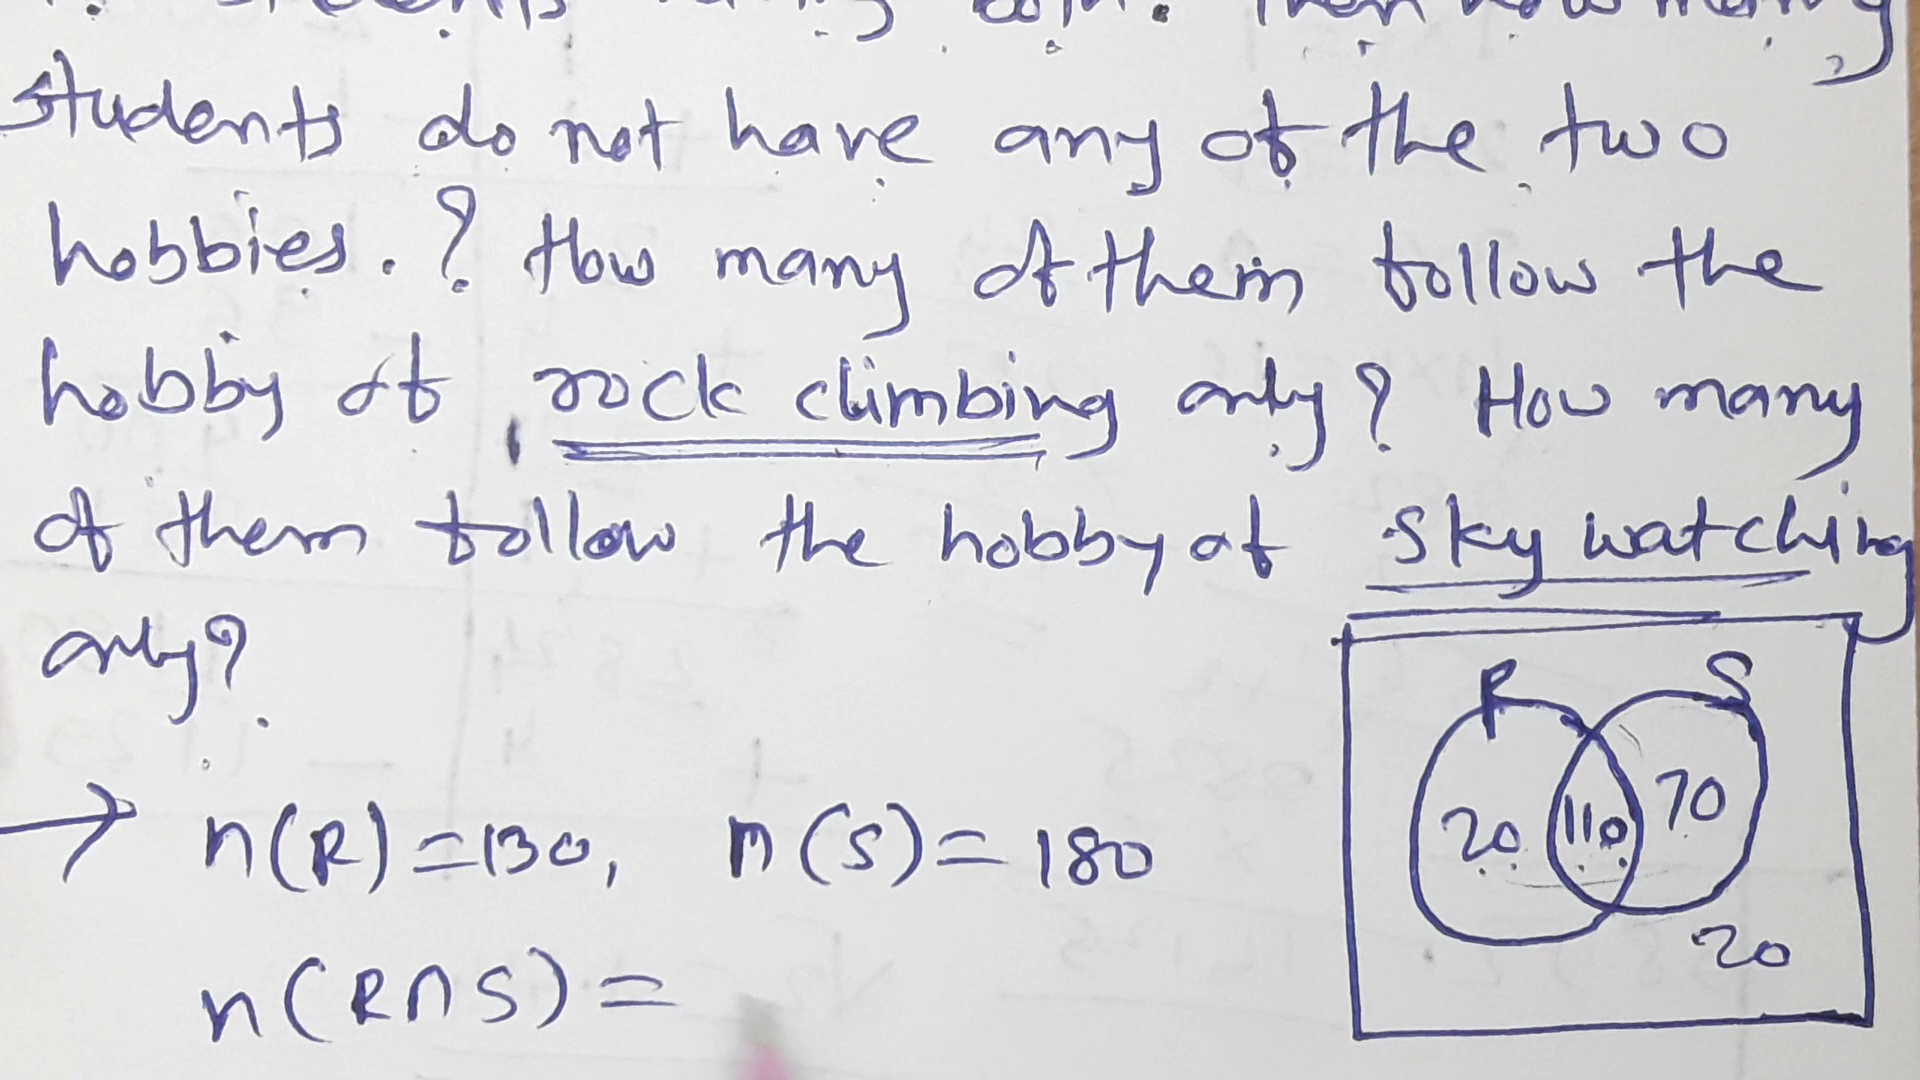 students do not have any of the two
hobbies.? How many of them follow the
hobby of rock climbing only? How many
of them follow the hobby of sky watching
only?
R S
20 110 70
20
→ n(R)=130, n(S)= 180
n(R∩S)=